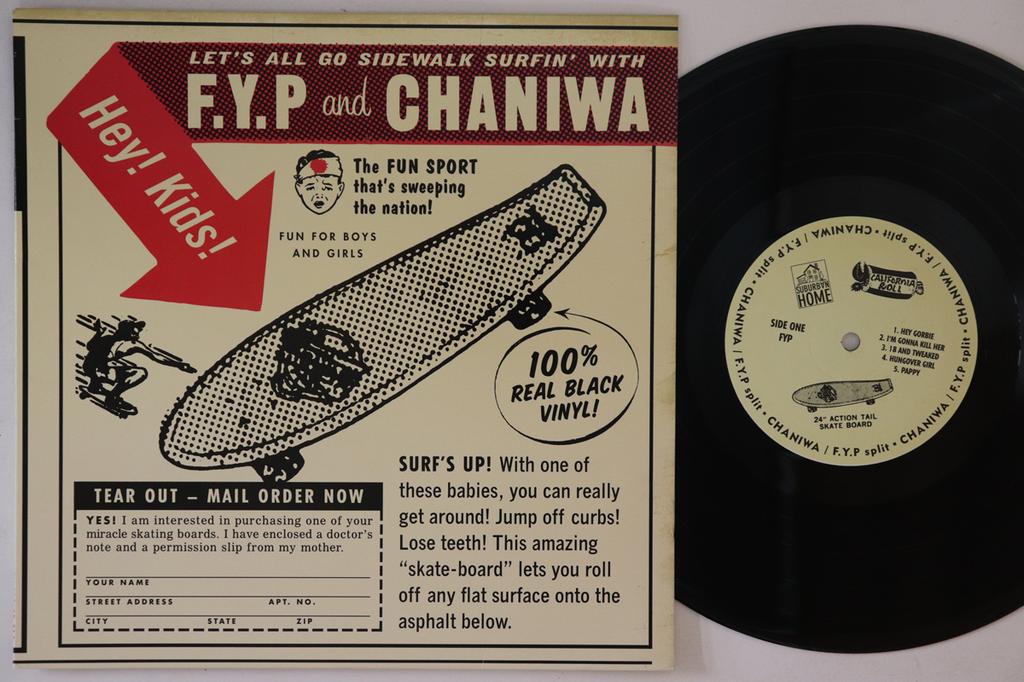 LET'S ALL GO SIDEWALK SURFIN' WITH
F.Y.P and CHANIWA
Hey! Kids!
The FUN SPORT
that's sweeping
the nation!
FUN FOR BOYS
AND GIRLS
100%
REAL BLACK
VINYL!
SURF'S UP! With one of
these babies, you can really
get around! Jump off curbs!
Lose teeth! This amazing
“skate-board” lets you roll
off any flat surface onto the
asphalt below.
TEAR OUT – MAIL ORDER NOW
YES! I am interested in purchasing one of your
miracle skating boards. I have enclosed a doctor's
note and a permission slip from my mother.
YOUR NAME
STREET ADDRESS APT. NO.
CITY STATE ZIP
CHANIWA / F.Y.P split • CHANIWA / F.Y.P split • CHANIWA / F.Y.P split • CHANIWA / F.Y.P split •
SUBURBAN
HOME
CALIFORNIA
ROLL
SIDE ONE
FYP
1. HEY GORBIE
2. I'M GONNA KILL HER
3. 18 AND TWEAKED
4. HUNGOVER GIRL
5. PAPPY
24" ACTION TAIL
SKATE BOARD